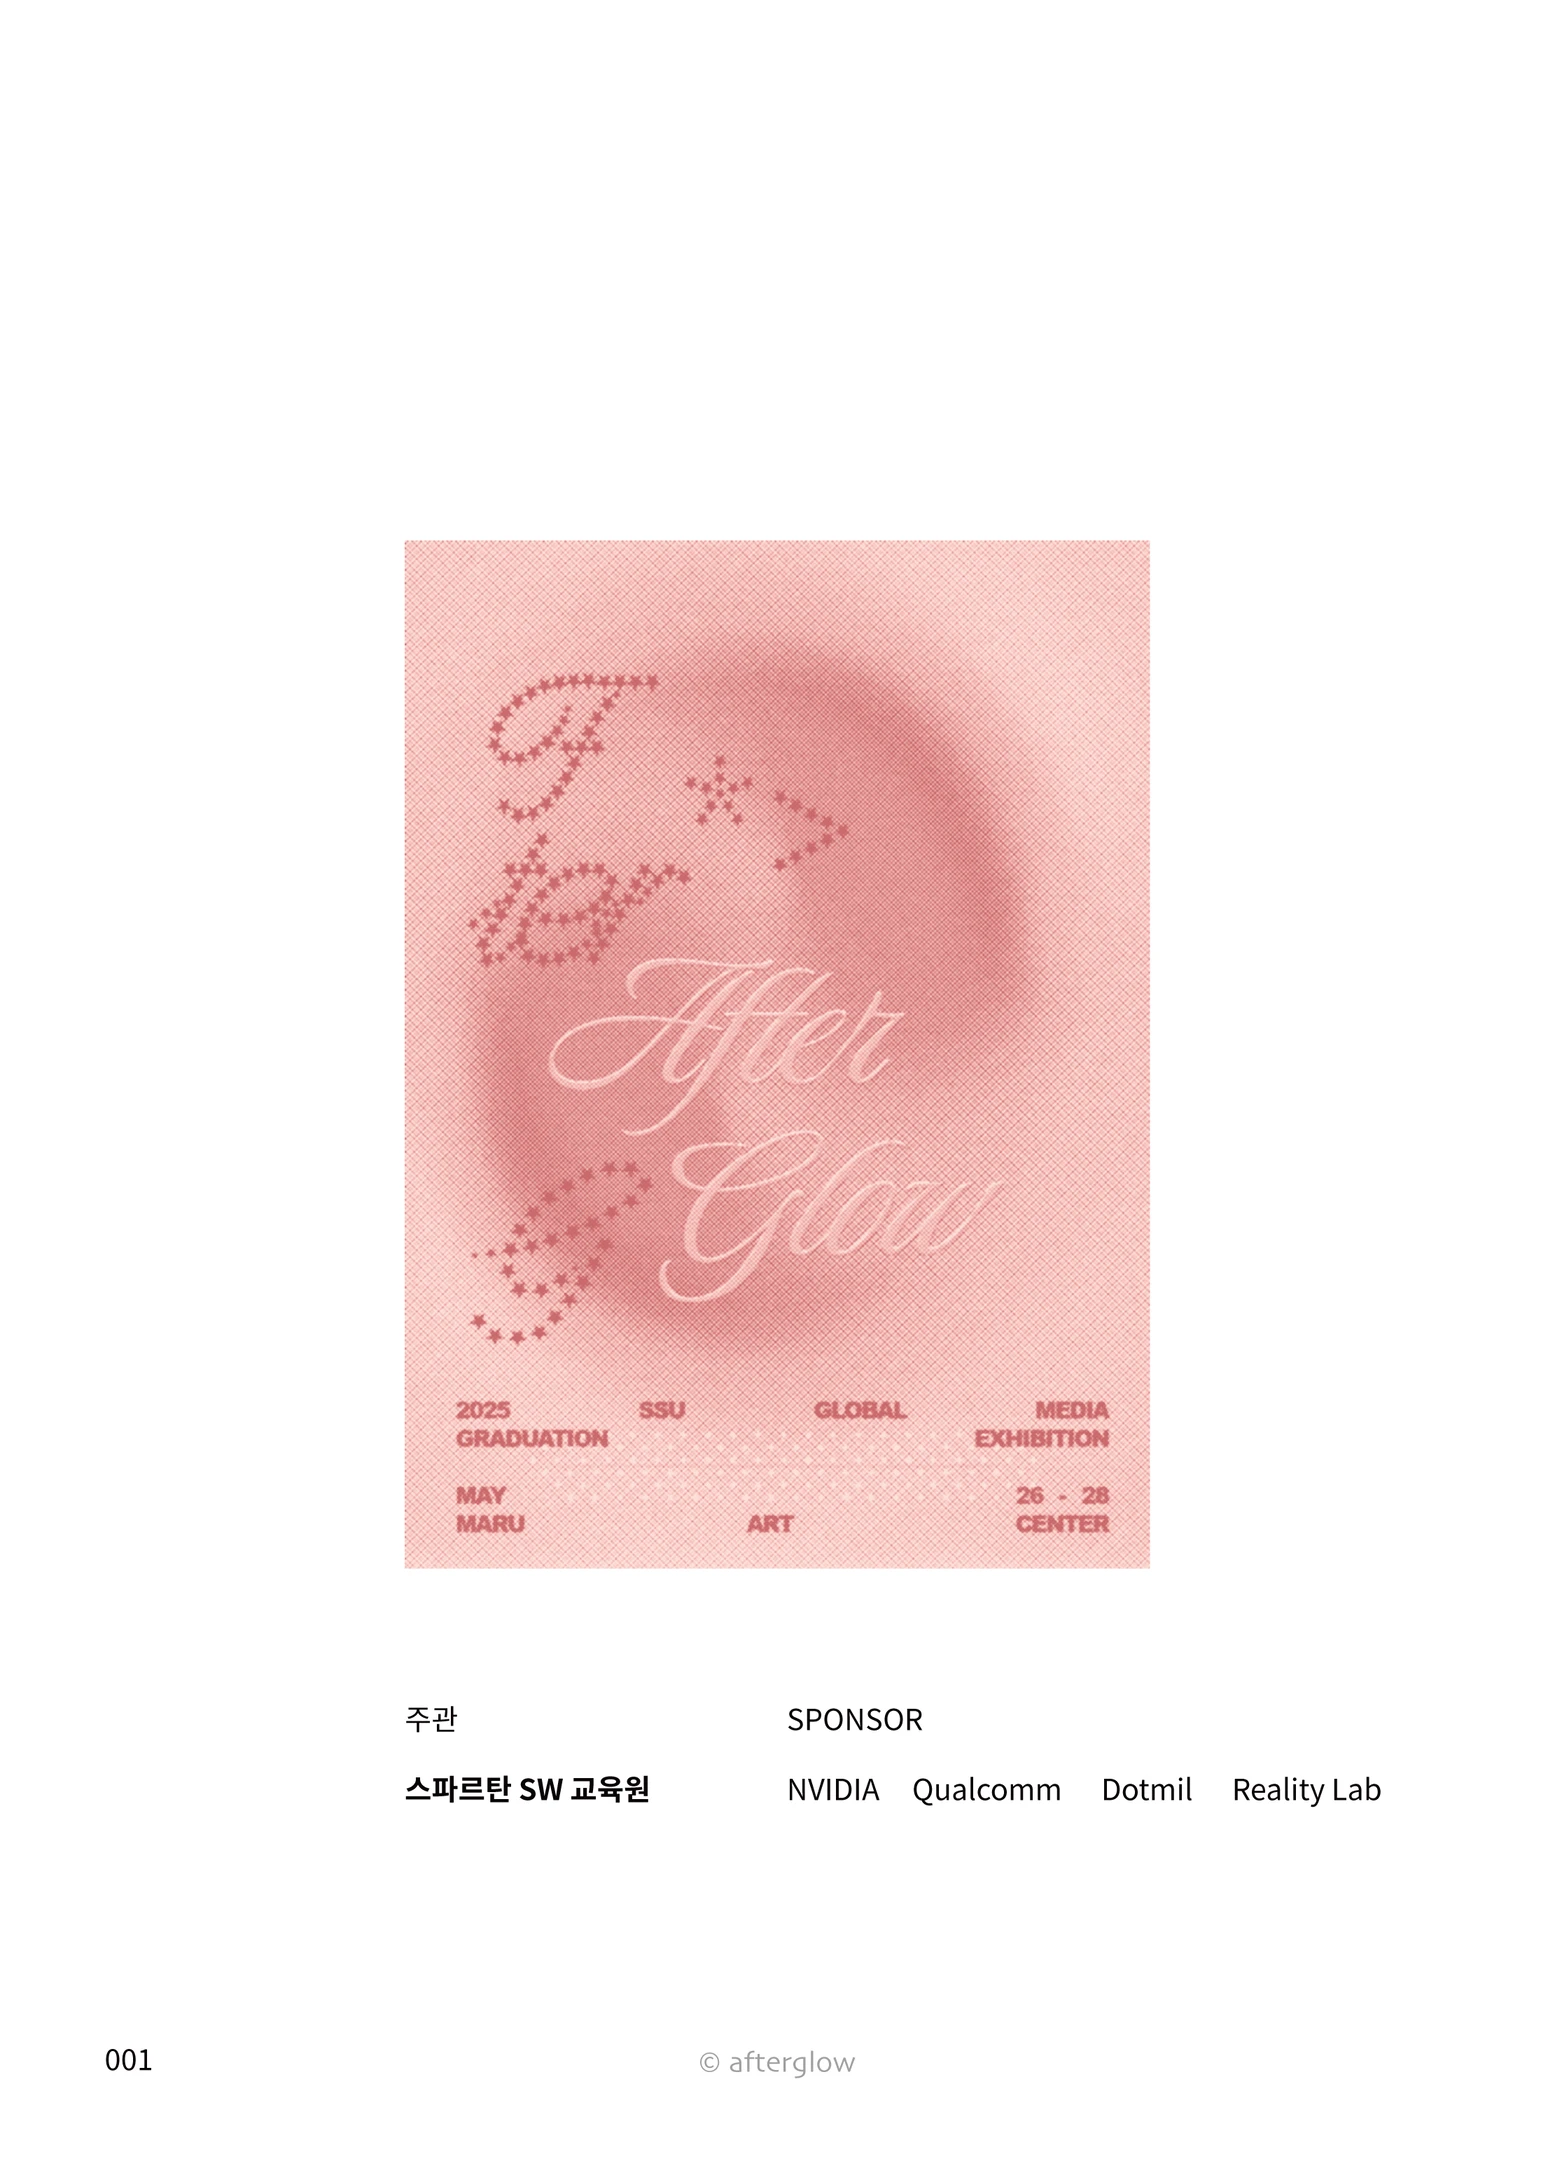 After
Glow
2025 SSU GLOBAL MEDIA
GRADUATION EXHIBITION
MAY 26 - 28
MARU ART CENTER
주관 SPONSOR
스파르탄 SW 교육원 NVIDIA Qualcomm Dotmil Reality Lab
001 © afterglow